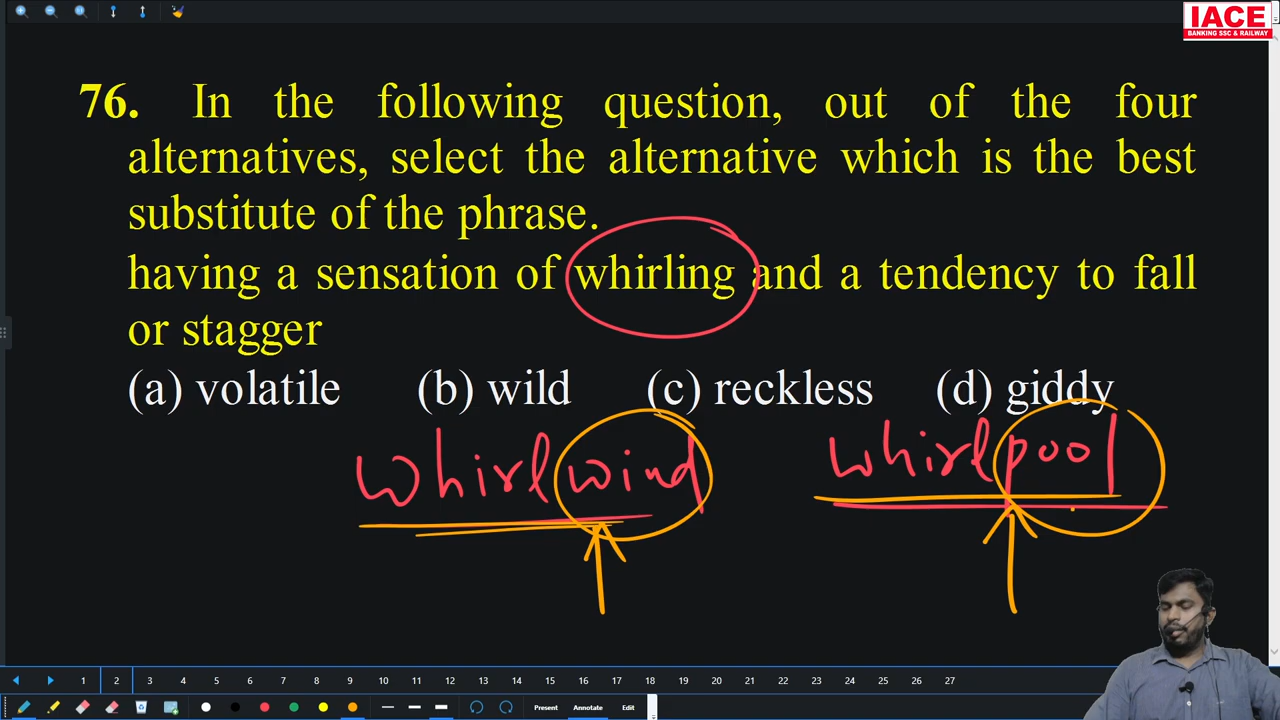 IACE
BANKING SSC & RAILWAY
76. In the following question, out of the four
alternatives, select the alternative which is the best
substitute of the phrase.
having a sensation of whirling and a tendency to fall
or stagger
(a) volatile (b) wild (c) reckless (d) giddy
whirlwind whirlpool
1 2 3 4 5 6 7 8 9 10 11 12 13 14 15 16 17 18 19 20 21 22 23 24 25 26 27
Present Annotate Edit